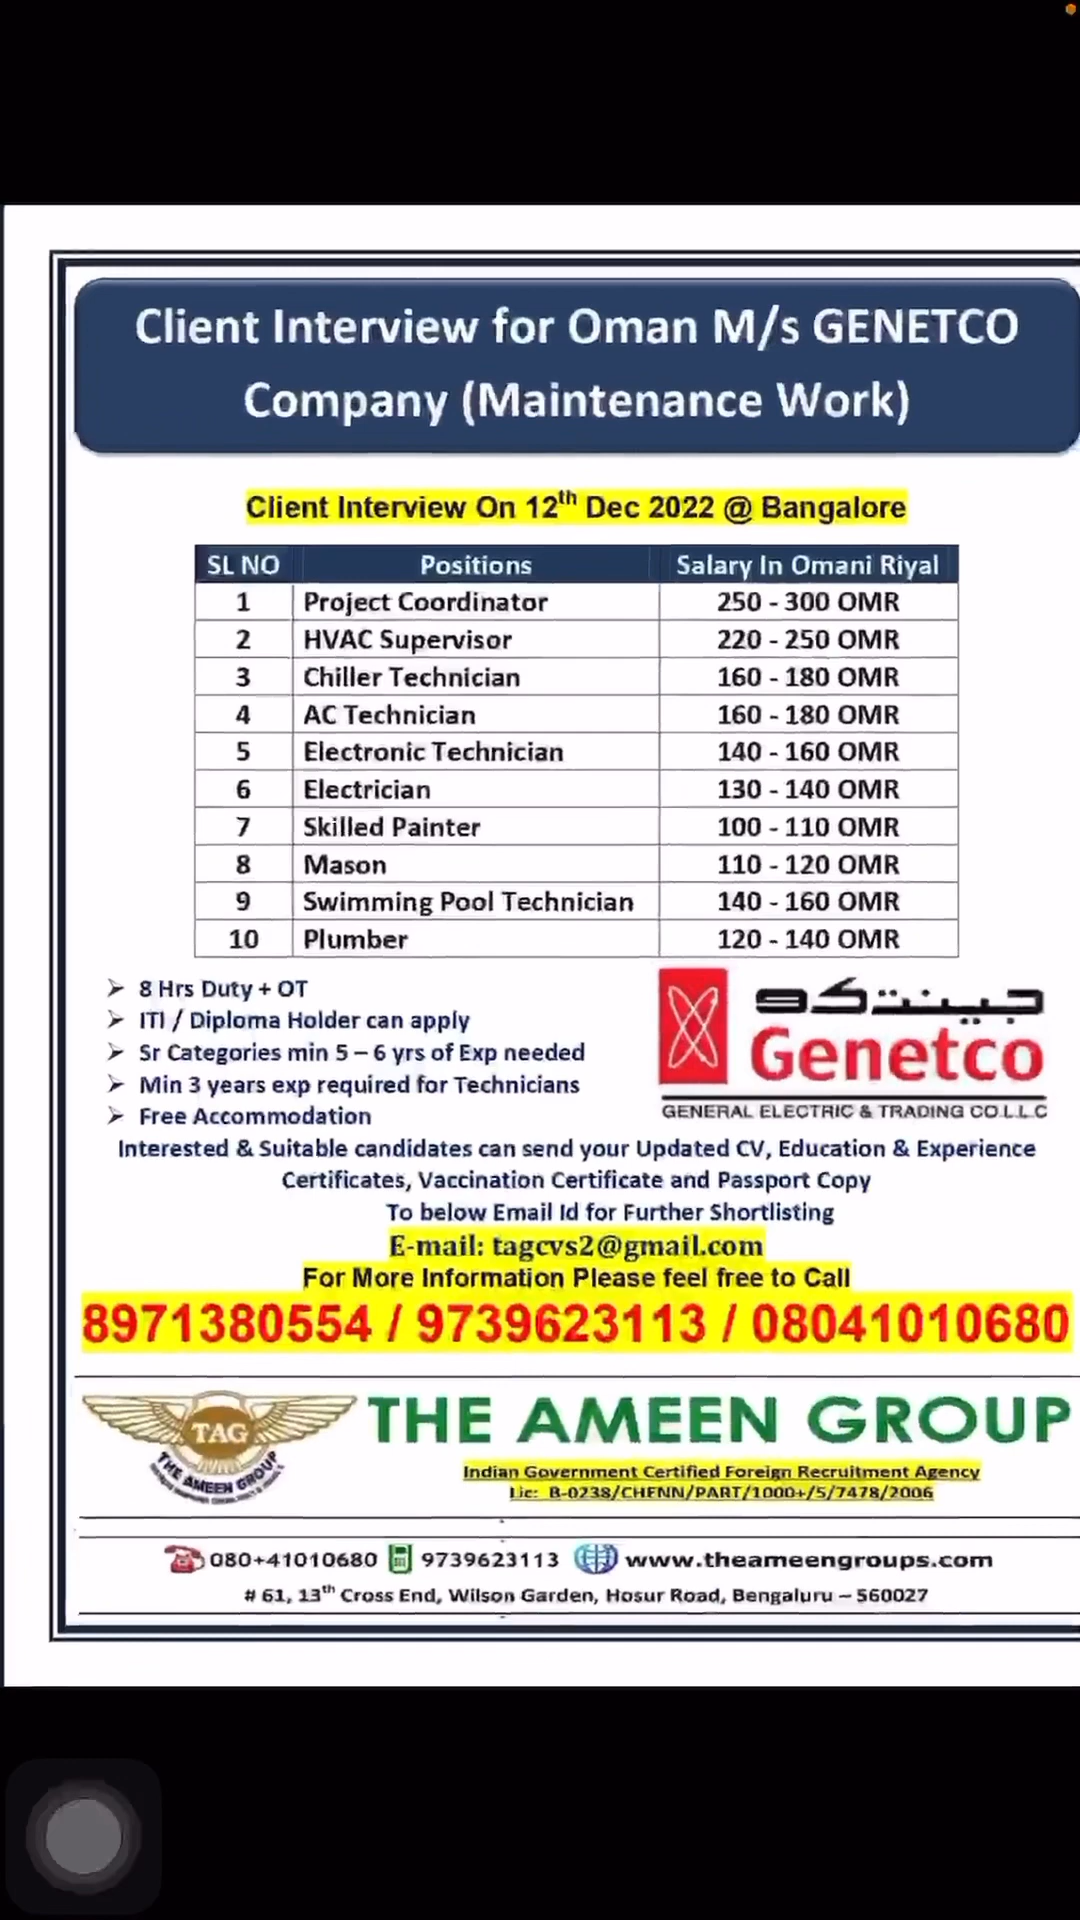 Client Interview for Oman M/s GENETCO
Company (Maintenance Work)
Client Interview On 12th Dec 2022 @ Bangalore
SL NO Positions Salary In Omani Riyal
1 Project Coordinator 250 - 300 OMR
2 HVAC Supervisor 220 - 250 OMR
3 Chiller Technician 160 - 180 OMR
4 AC Technician 160 - 180 OMR
5 Electronic Technician 140 - 160 OMR
6 Electrician 130 - 140 OMR
7 Skilled Painter 100 - 110 OMR
8 Mason 110 - 120 OMR
9 Swimming Pool Technician 140 - 160 OMR
10 Plumber 120 - 140 OMR
➢ 8 Hrs Duty + OT
➢ ITI / Diploma Holder can apply
➢ Sr Categories min 5 – 6 yrs of Exp needed
➢ Min 3 years exp required for Technicians
➢ Free Accommodation
جينتكو
Genetco
GENERAL ELECTRIC & TRADING CO.L.L.C
Interested & Suitable candidates can send your Updated CV, Education & Experience
Certificates, Vaccination Certificate and Passport Copy
To below Email Id for Further Shortlisting
E-mail: tagcvs2@gmail.com
For More Information Please feel free to Call
8971380554 / 9739623113 / 08041010680
TAG
THE AMEEN GROUP
THE AMEEN GROUP
Indian Government Certified Foreign Recruitment Agency
Lic: B-0238/CHENN/PART/1000+/5/7478/2006
080+41010680 9739623113 www.theameengroups.com
# 61, 13th Cross End, Wilson Garden, Hosur Road, Bengaluru – 560027